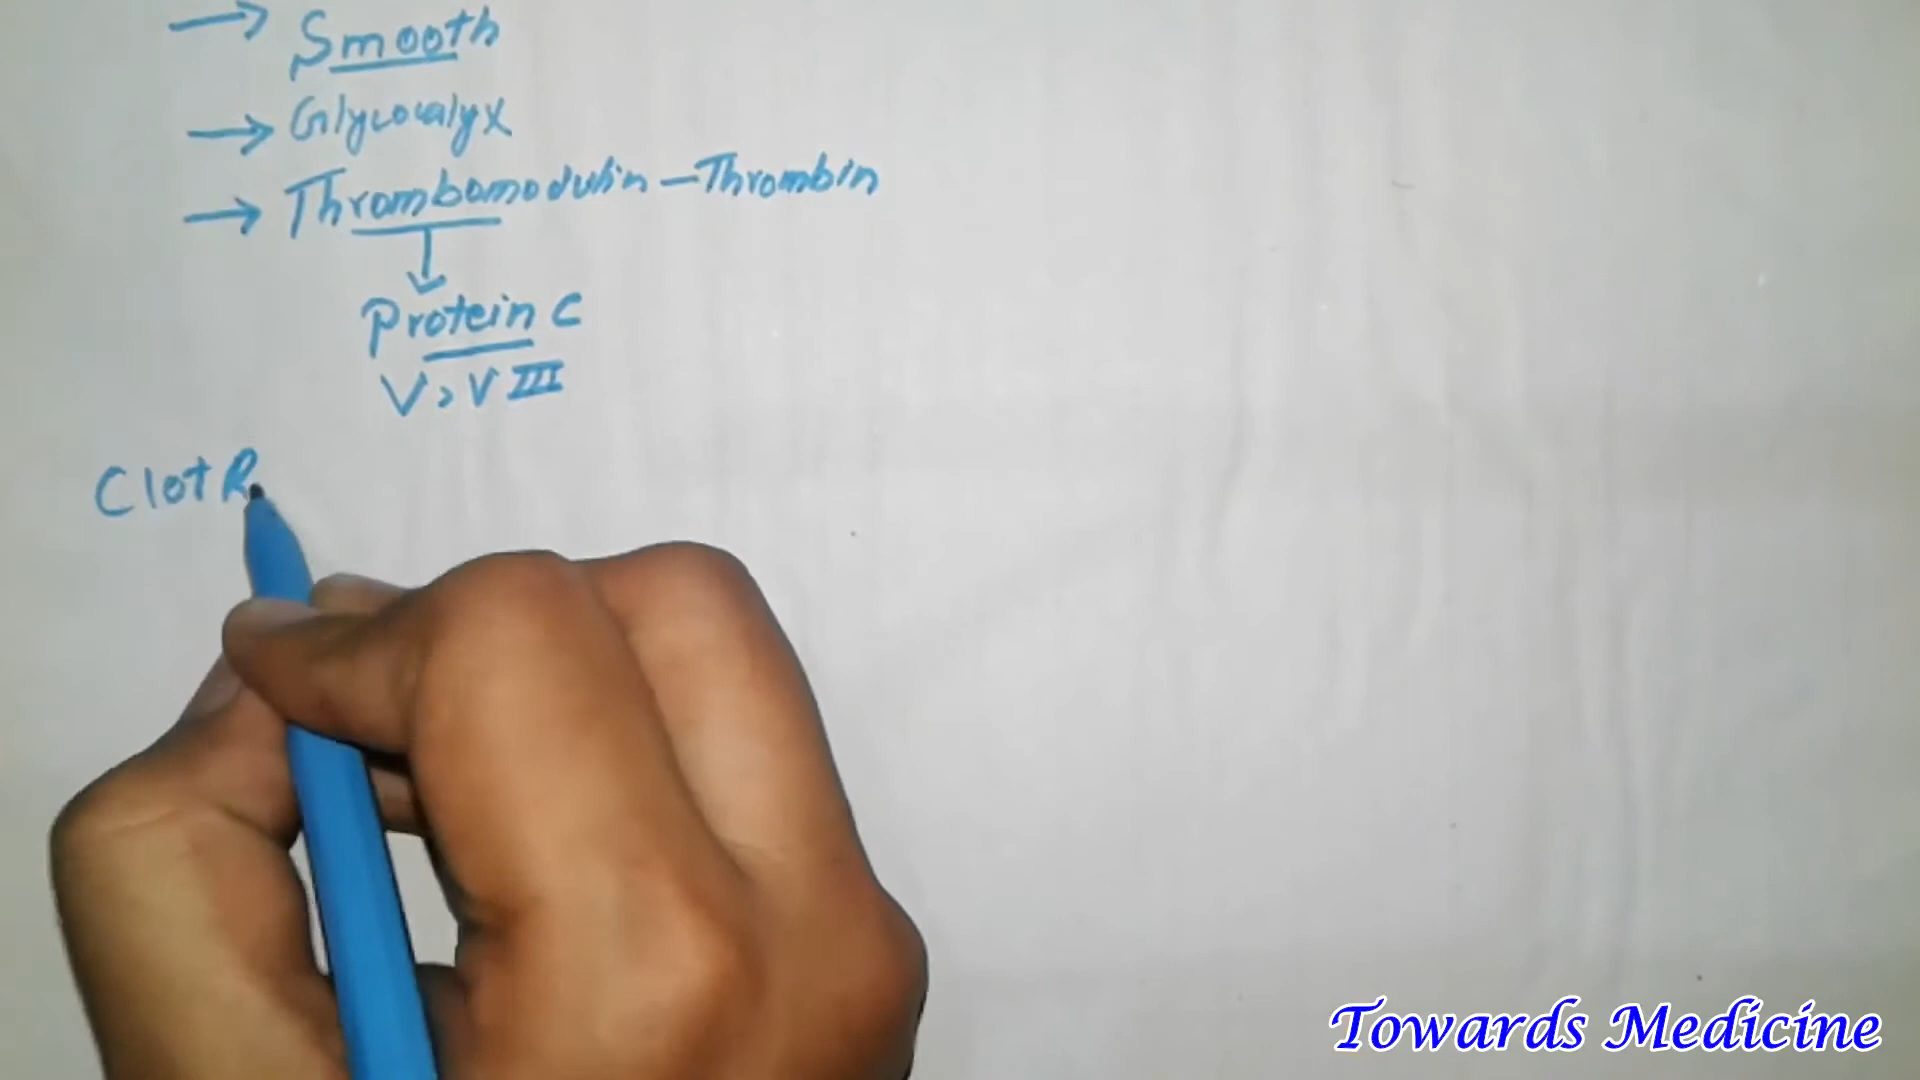 → Smooth
→ Glycocalyx
→ Thrombomodulin – Thrombin
↓
Protein C
V, VIII
Clot R
Towards Medicine